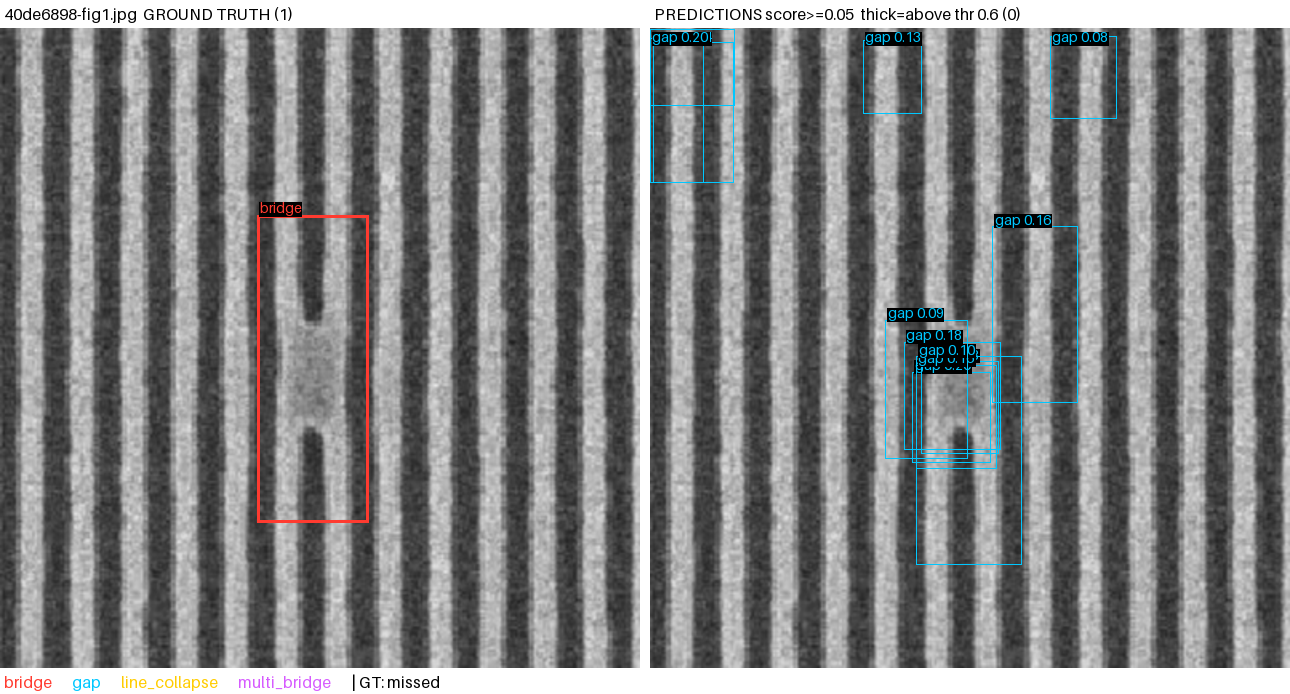 40de6898-fig1.jpg GROUND TRUTH (1)
PREDICTIONS score>=0.05 thick=above thr 0.6 (0)
gap 0.20
gap 0.13
gap 0.08
bridge
gap 0.16
gap 0.09
gap 0.18
gap 0.10
bridge gap line_collapse multi_bridge | GT: missed